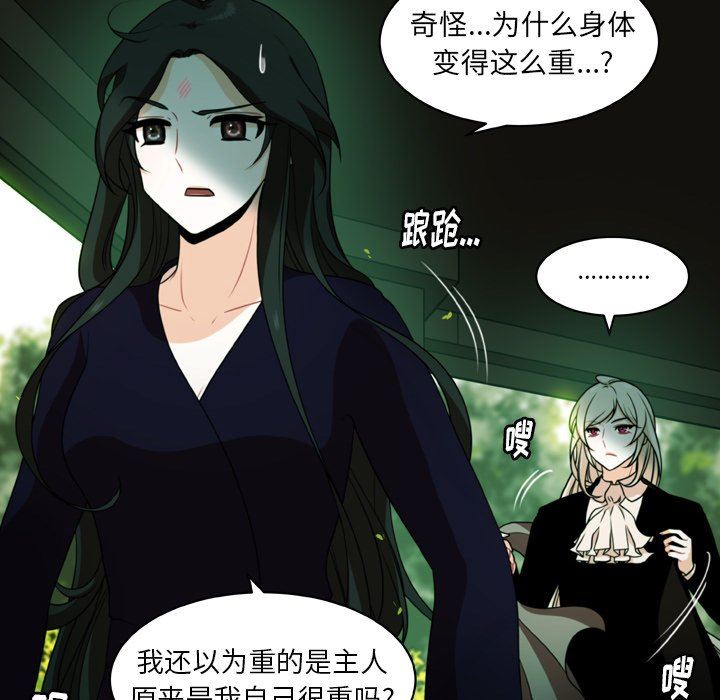 奇怪...为什么身体
变得这么重...?
踉跄...
...........
嗖
嗖
我还以为重的是主人
原来是我自己很重吗?